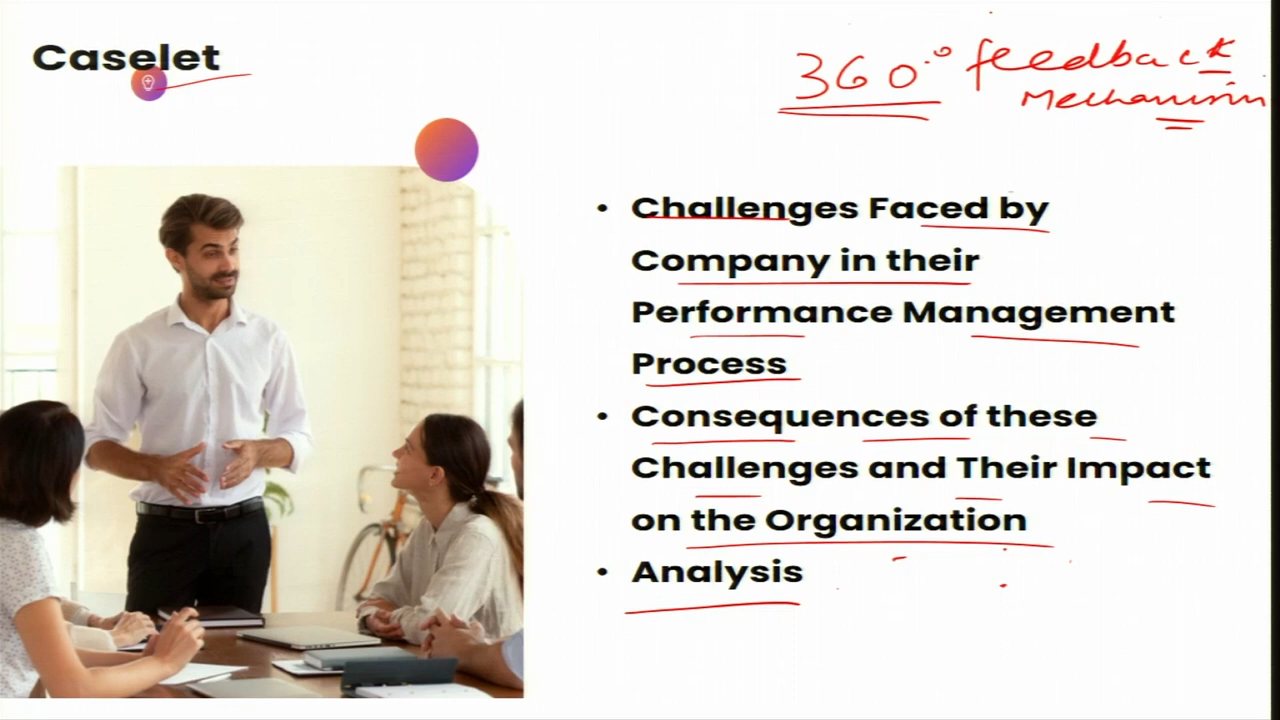 Caselet
360° feedback
Mechanism
• Challenges Faced by
Company in their
Performance Management
Process
• Consequences of these
Challenges and Their Impact
on the Organization
• Analysis